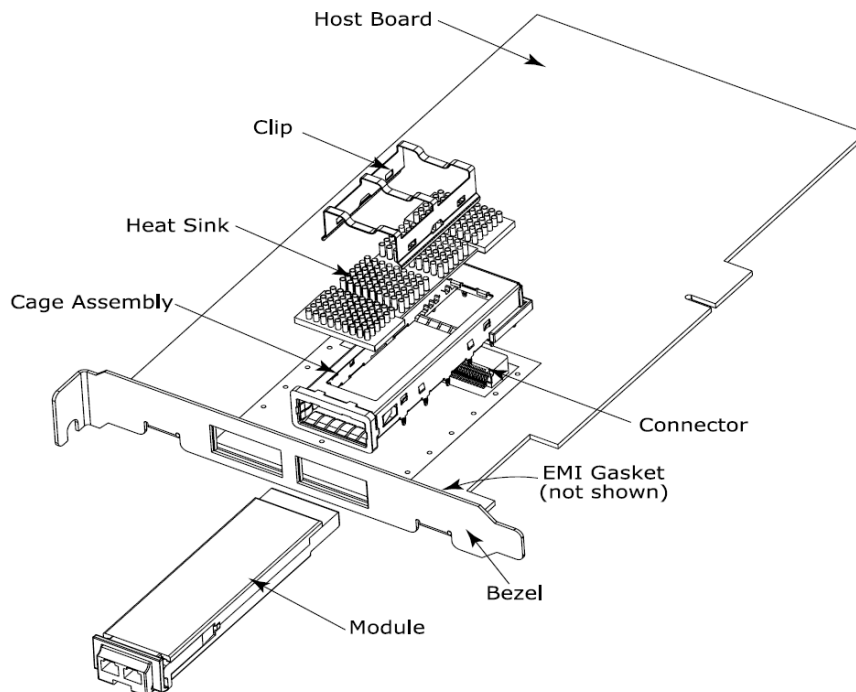 Host Board
Clip
Heat Sink
Cage Assembly
Connector
EMI Gasket
(not shown)
Bezel
Module